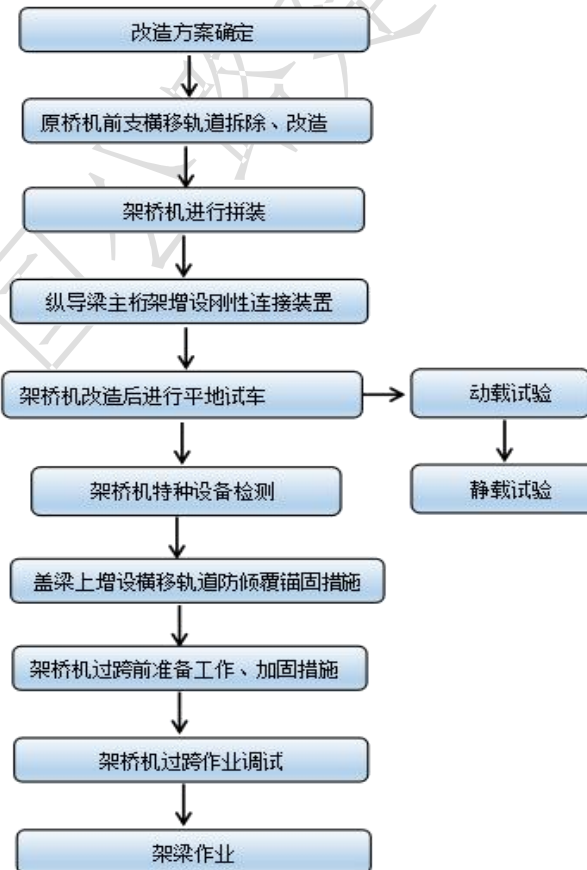 改造方案确定
原桥机前支横移轨道拆除、改造
架桥机进行拼装
纵导梁主桁架增设刚性连接装置
架桥机改造后进行平地试车
动载试验
架桥机特种设备检测
静载试验
盖梁上增设横移轨道防倾覆锚固措施
架桥机过跨前准备工作、加固措施
架桥机过跨作业调试
架梁作业